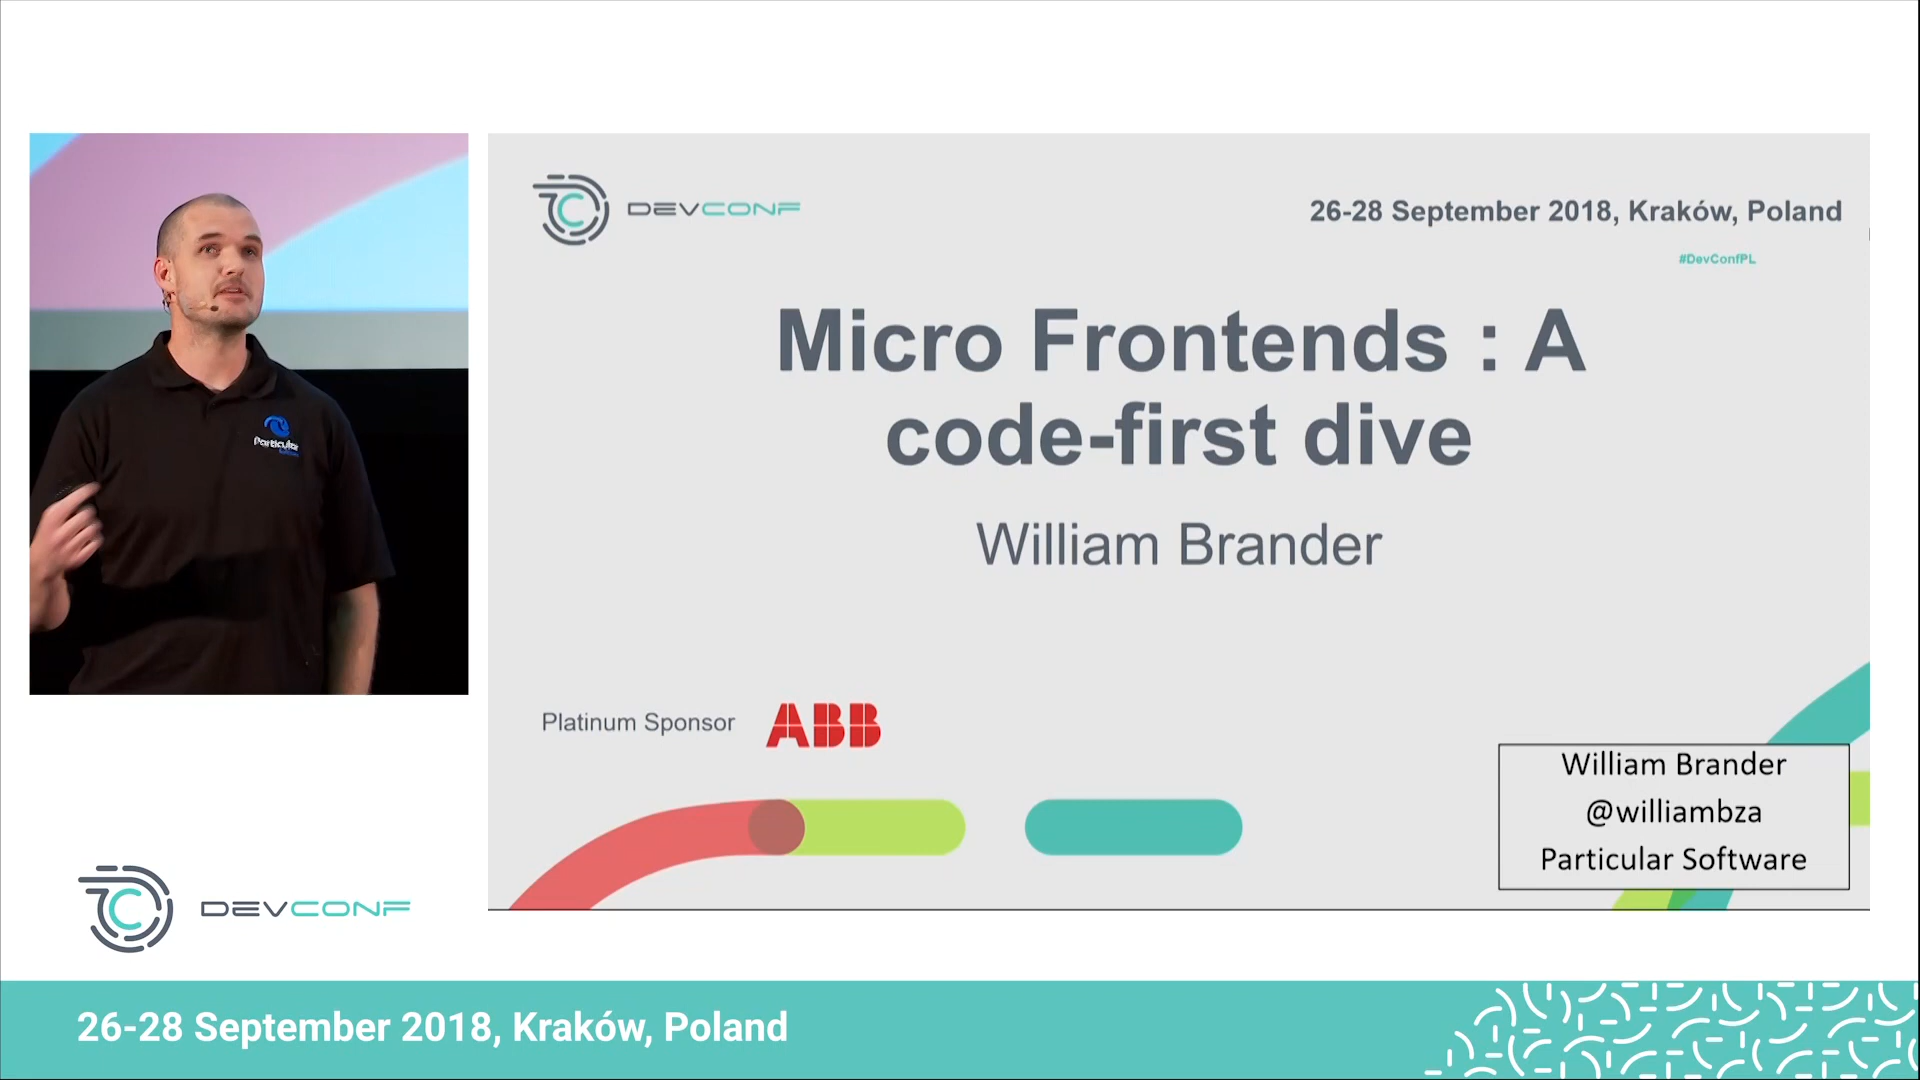 Particular
DEVCONF
26-28 September 2018, Kraków, Poland
#DevConfPL
Micro Frontends : A
code-first dive
William Brander
Platinum Sponsor ABB
William Brander
@williambza
Particular Software
DEVCONF
26-28 September 2018, Kraków, Poland